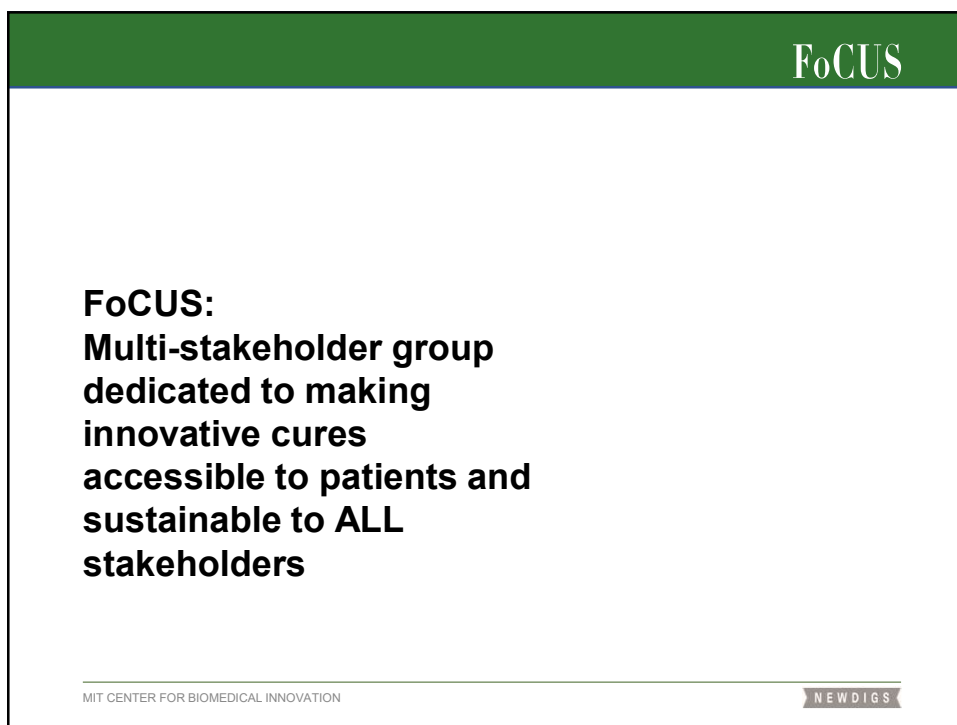 FoCUS
FoCUS:
Multi-stakeholder group
dedicated to making
innovative cures
accessible to patients and
sustainable to ALL
stakeholders
MIT CENTER FOR BIOMEDICAL INNOVATION
NEWDIGS